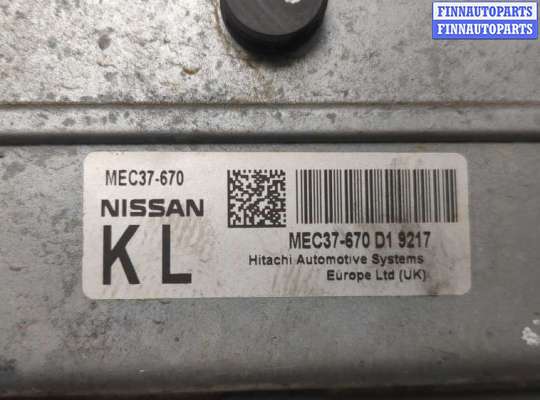 FINNAUTOPARTS
FINNAUTOPARTS
MEC37-670
NISSAN
KL
MEC37-670 D1 9217
Hitachi Automotive Systems
Europe Ltd (UK)